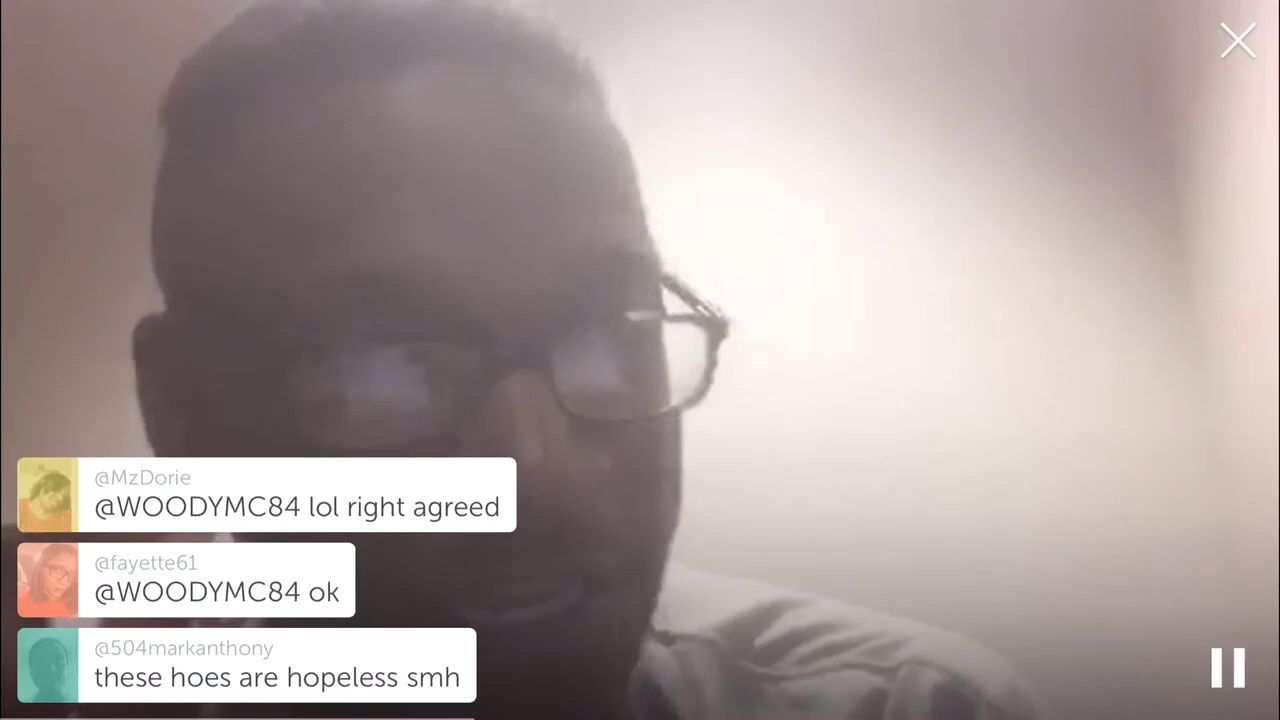 @MzDorie
@WOODYMC84 lol right agreed
@fayette61
@WOODYMC84 ok
@504markanthony
these hoes are hopeless smh